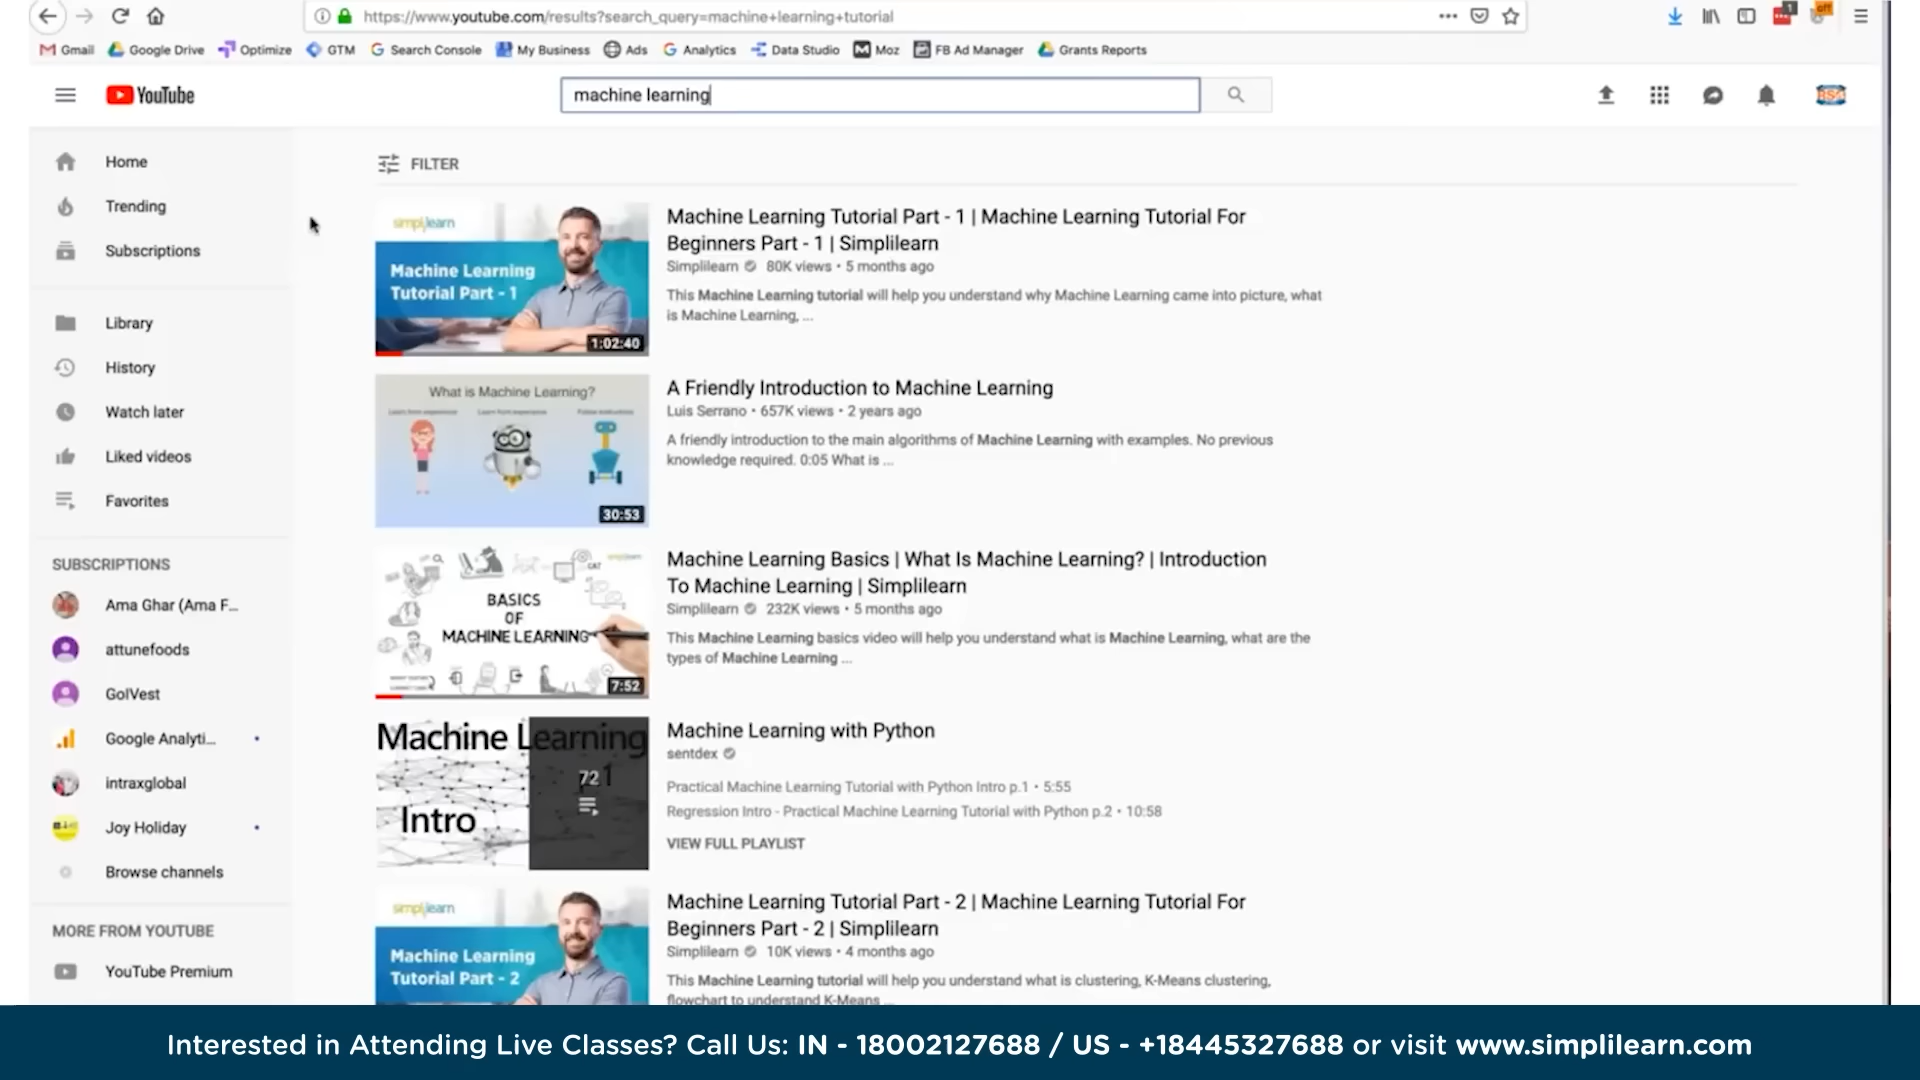 https://www.youtube.com/results?search_query=machine+learning+tutorial
1
off
Gmail Google Drive Optimize GTM Search Console My Business Ads Analytics Data Studio Moz FB Ad Manager Grants Reports
YouTube
machine learning
Home
Trending
Subscriptions
Library
History
Watch later
Liked videos
Favorites
SUBSCRIPTIONS
Ama Ghar (Ama F...
attunefoods
GolVest
Google Analyti...
intraxglobal
Joy Holiday
Browse channels
MORE FROM YOUTUBE
YouTube Premium
FILTER
simplilearn
Machine Learning
Tutorial Part - 1
1:02:40
Machine Learning Tutorial Part - 1 | Machine Learning Tutorial For
Beginners Part - 1 | Simplilearn
Simplilearn 80K views • 5 months ago
This Machine Learning tutorial will help you understand why Machine Learning came into picture, what
is Machine Learning, ...
What is Machine Learning?
30:53
A Friendly Introduction to Machine Learning
Luis Serrano • 657K views • 2 years ago
A friendly introduction to the main algorithms of Machine Learning with examples. No previous
knowledge required. 0:05 What is ...
BASICS
OF
MACHINE LEARNING
7:52
Machine Learning Basics | What Is Machine Learning? | Introduction
To Machine Learning | Simplilearn
Simplilearn 232K views • 5 months ago
This Machine Learning basics video will help you understand what is Machine Learning, what are the
types of Machine Learning ...
Machine Learning
Intro
72
Machine Learning with Python
sentdex
Practical Machine Learning Tutorial with Python Intro p.1 • 5:55
Regression Intro - Practical Machine Learning Tutorial with Python p.2 • 10:58
VIEW FULL PLAYLIST
simplilearn
Machine Learning
Tutorial Part - 2
Machine Learning Tutorial Part - 2 | Machine Learning Tutorial For
Beginners Part - 2 | Simplilearn
Simplilearn 10K views • 4 months ago
This Machine Learning tutorial will help you understand what is clustering, K-Means clustering,
flowchart to understand K-Means ...
Interested in Attending Live Classes? Call Us: IN - 18002127688 / US - +18445327688 or visit www.simplilearn.com